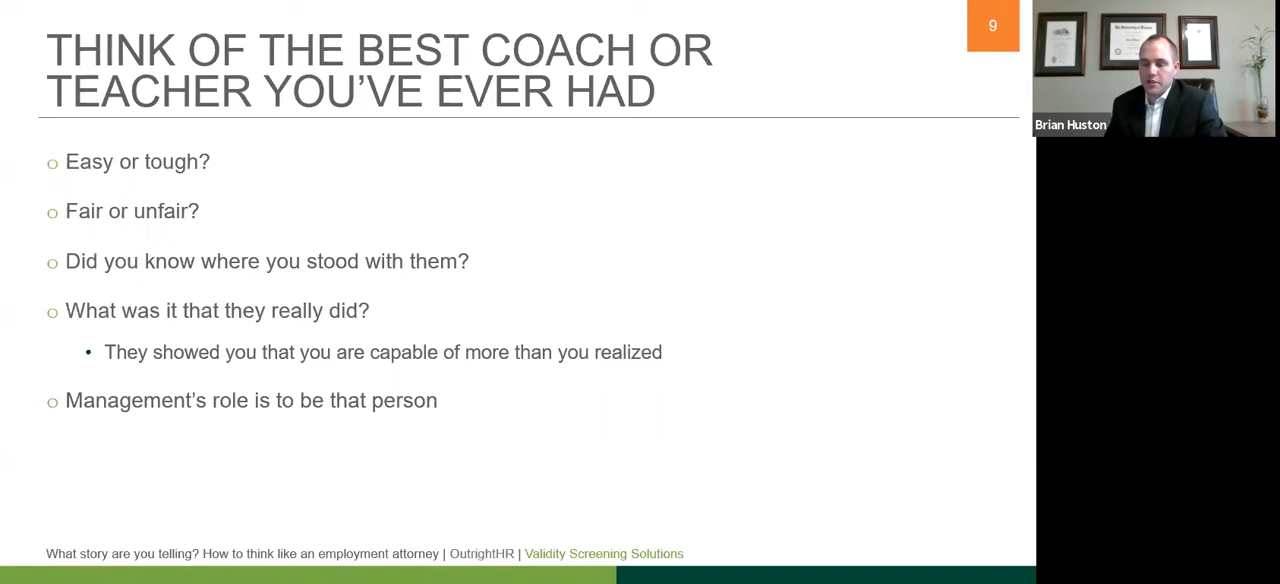 9
THINK OF THE BEST COACH OR
TEACHER YOU’VE EVER HAD
o Easy or tough?
o Fair or unfair?
o Did you know where you stood with them?
o What was it that they really did?
• They showed you that you are capable of more than you realized
o Management’s role is to be that person
What story are you telling? How to think like an employment attorney | OutrightHR | Validity Screening Solutions
Brian Huston